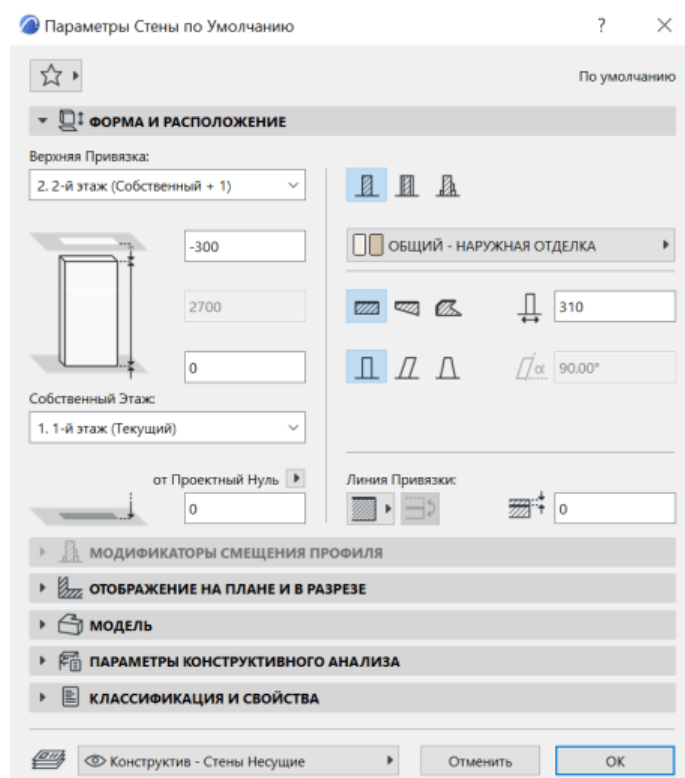 Параметры Стены по Умолчанию
?
По умолчанию
ФОРМА И РАСПОЛОЖЕНИЕ
Верхняя Привязка:
2. 2-й этаж (Собственный + 1)
-300
ОБЩИЙ - НАРУЖНАЯ ОТДЕЛКА
2700
310
0
α 90.00°
Собственный Этаж:
1. 1-й этаж (Текущий)
от Проектный Нуль
Линия Привязки:
0
0
МОДИФИКАТОРЫ СМЕЩЕНИЯ ПРОФИЛЯ
ОТОБРАЖЕНИЕ НА ПЛАНЕ И В РАЗРЕЗЕ
МОДЕЛЬ
ПАРАМЕТРЫ КОНСТРУКТИВНОГО АНАЛИЗА
КЛАССИФИКАЦИЯ И СВОЙСТВА
Конструктив - Стены Несущие
Отменить
OK